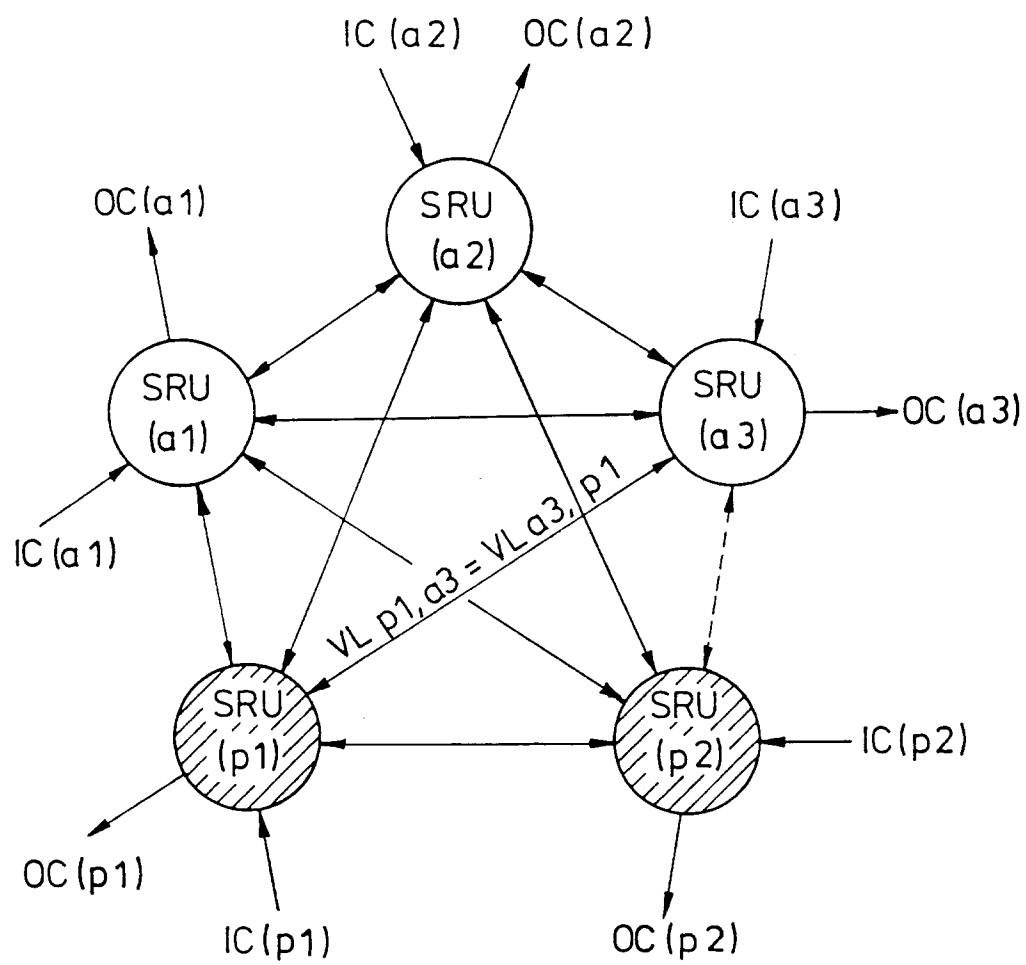 IC (a2)
OC (a2)
SRU
(a2)
OC(a1)
IC (a3)
SRU
(a1)
SRU
(a3)
OC (a3)
IC (a1)
VL p1, a3 = VL a3, p1
SRU
(p1)
SRU
(p2)
IC (p2)
OC (p1)
IC (p1)
OC (p2)